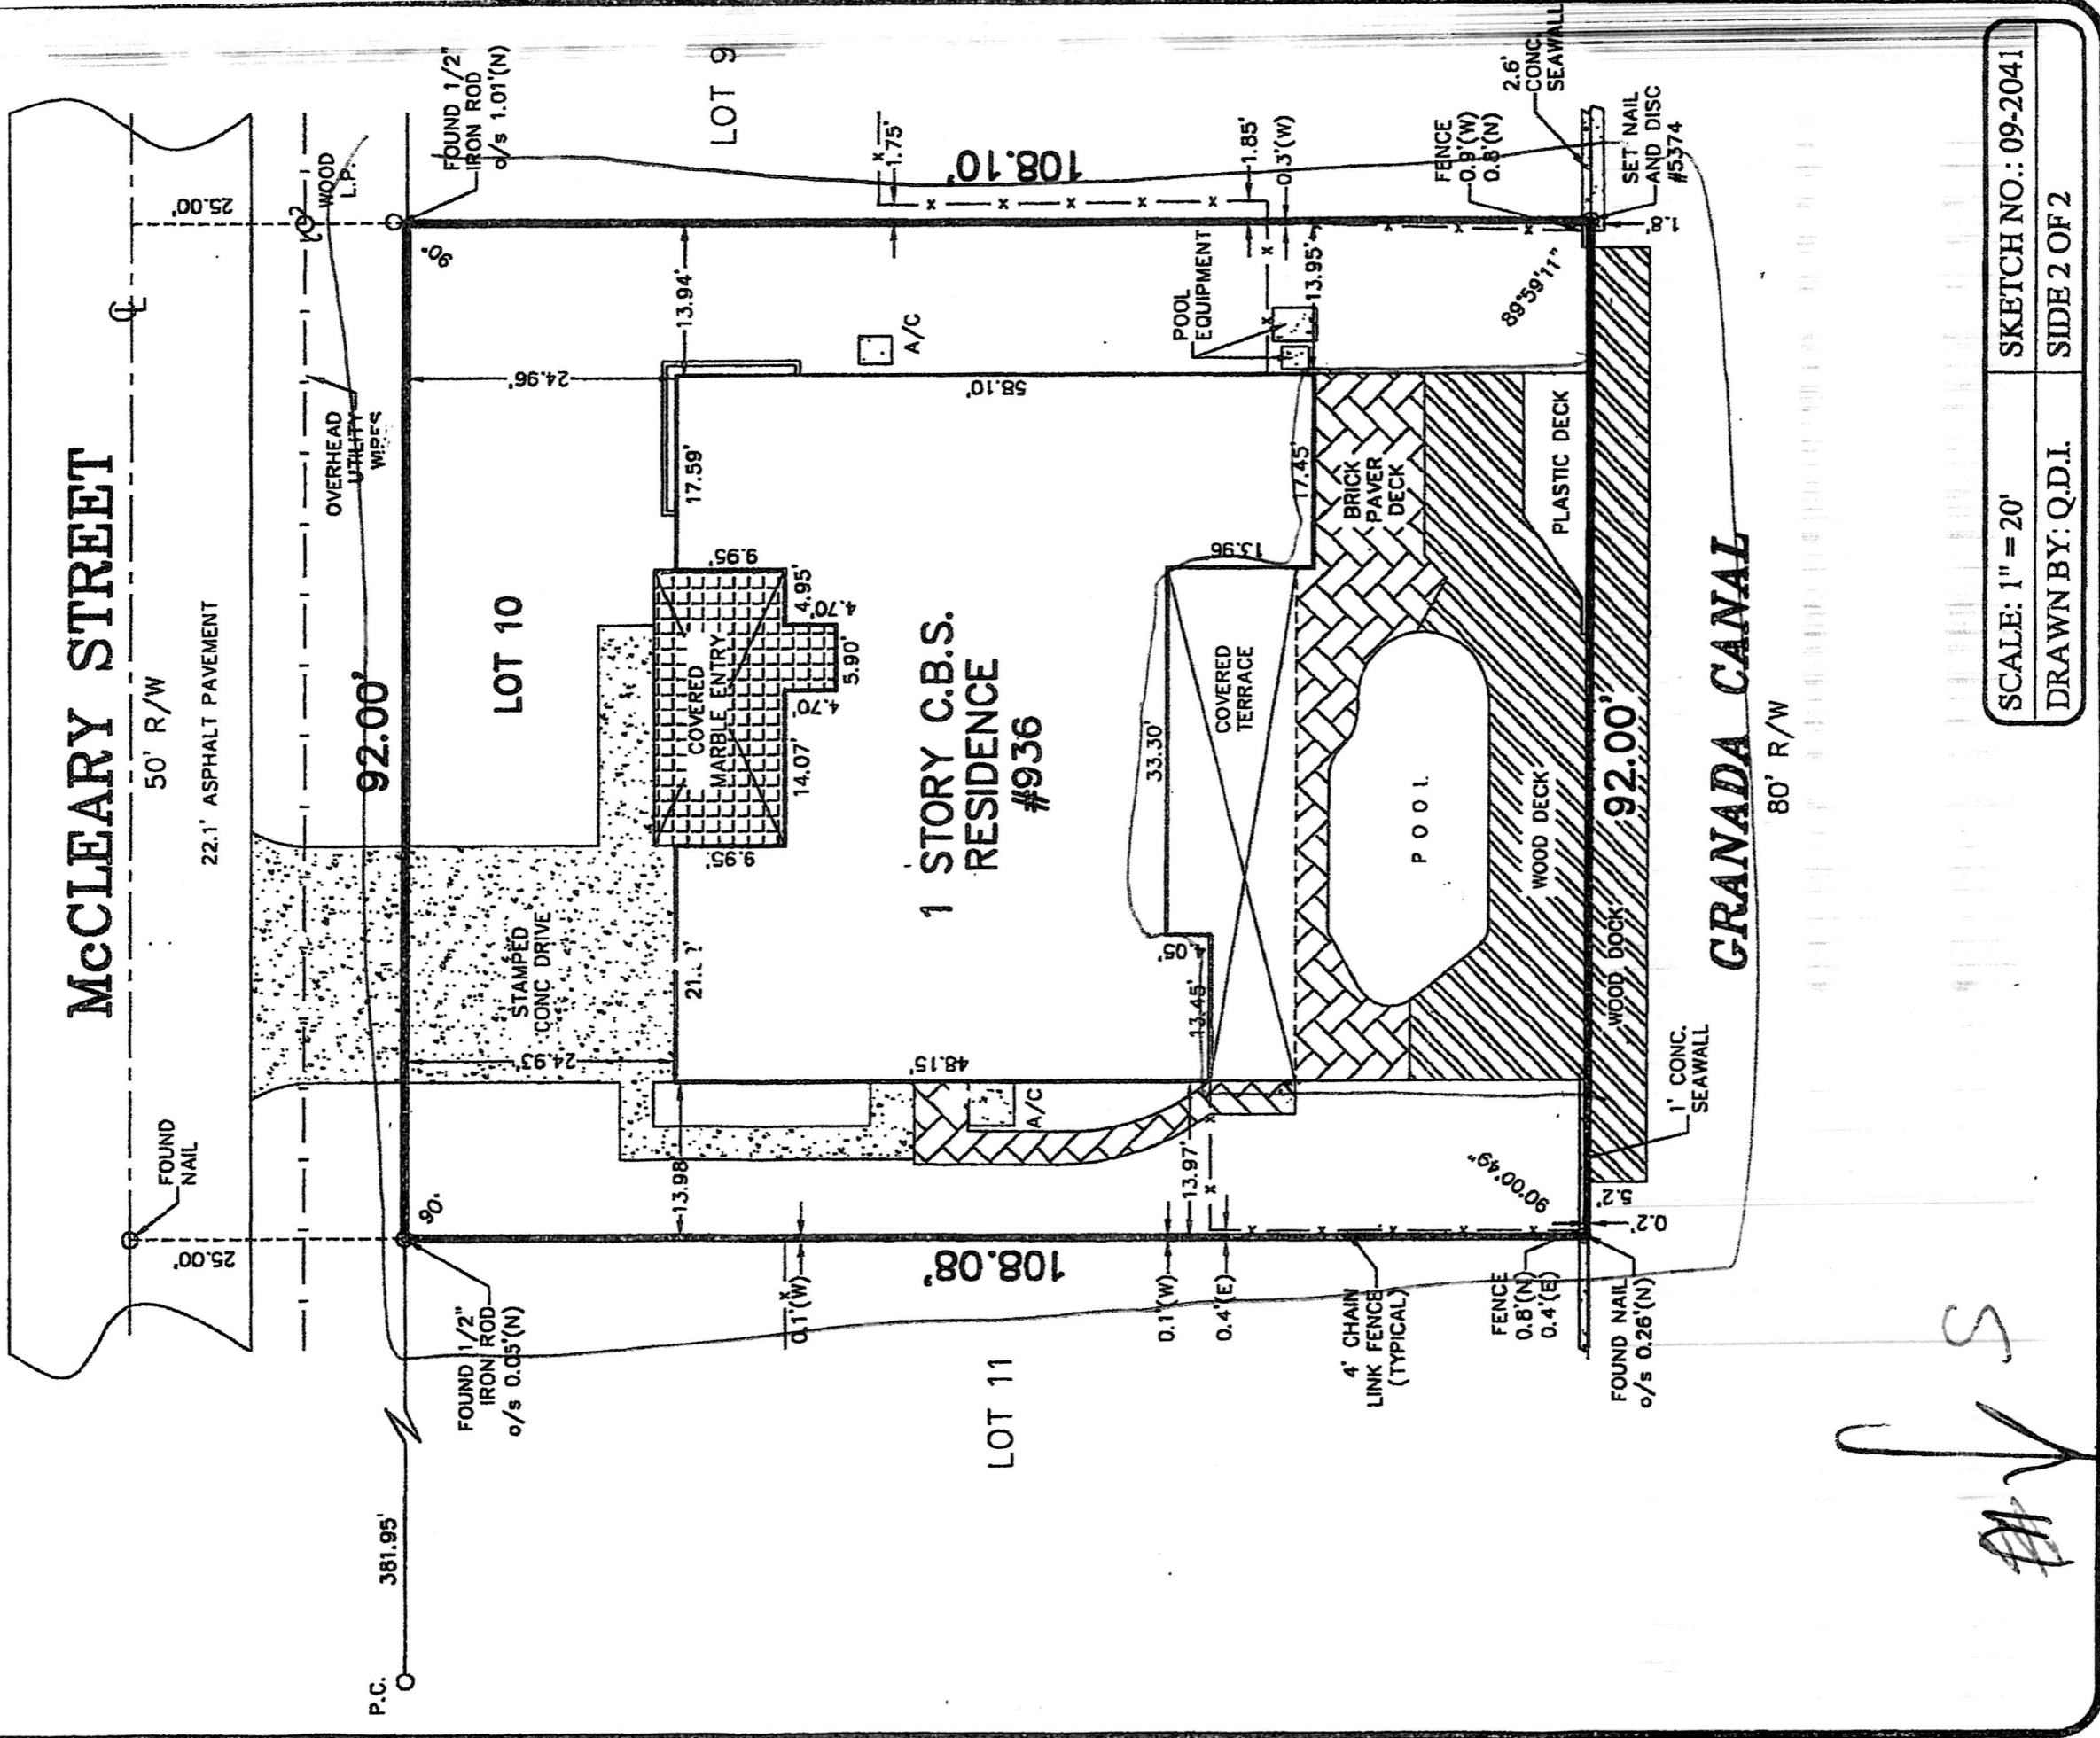 McCLEARY STREET
50' R/W
22.1' ASPHALT PAVEMENT
FOUND
NAIL
25.00'
25.00'
WOOD
L.P.
OVERHEAD
UTILITY
WIRES
92.00'
FOUND 1/2"
IRON ROD
o/s 1.01'(N)
FOUND 1/2"
IRON ROD
o/s 0.05'(N)
P.C.
381.95'
90°
90°
LOT 9
LOT 10
LOT 11
24.96'
24.93'
STAMPED
CONC DRIVE
13.94'
17.59'
9.95'
4.95'
4.70'
5.90'
4.70'
14.07'
9.95'
COVERED
MARBLE ENTRY
A/C
58.10'
1 STORY C.B.S.
RESIDENCE
#936
48.15'
13.98
A/C
108.10'
108.08'
1.75'
1.85'
0.3'(W)
0.1'(W)
0.1'(W)
0.4'(E)
13.97'
13.45'
4.05'
33.30'
13.96
17.45'
13.95'
POOL
EQUIPMENT
COVERED
TERRACE
BRICK
PAVER
DECK
POOL
WOOD DECK
PLASTIC DECK
FENCE
0.9'(W)
0.8'(N)
2.6'
CONC.
SEAWALL
SET NAIL
AND DISC
#5374
1.8'
89°59'11"
90°00'49"
4' CHAIN
LINK FENCE
(TYPICAL)
FENCE
0.8'(N)
0.4'(E)
FOUND NAIL
o/s 0.26'(N)
0.2'
5.2'
1' CONC.
SEAWALL
WOOD DOCK
92.00'
GRANADA CANAL
80' R/W
SCALE: 1" = 20'
SKETCH NO.: 09-2041
DRAWN BY: Q.D.I.
SIDE 2 OF 2